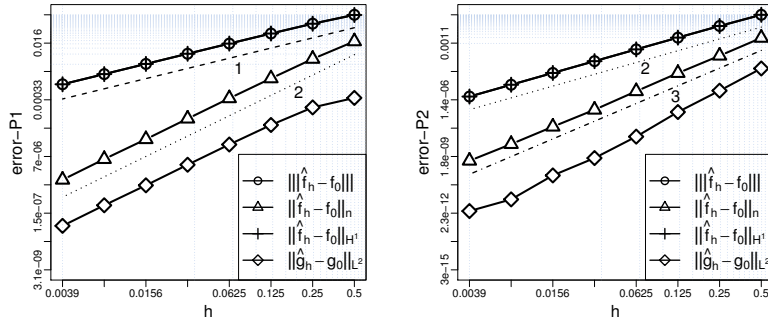 error−P1
0.016
0.00033
7e−06
1.5e−07
3.1e−09
1
2
|||f̂h − f0|||
||f̂h − f0||n
||f̂h − f0||H¹
||ĝh − g0||L²
0.0039
0.0156
0.0625
0.125
0.25
0.5
h
error−P2
0.0011
1.4e−06
1.8e−09
2.3e−12
3e−15
2
3
|||f̂h − f0|||
||f̂h − f0||n
||f̂h − f0||H¹
||ĝh − g0||L²
0.0039
0.0156
0.0625
0.125
0.25
0.5
h